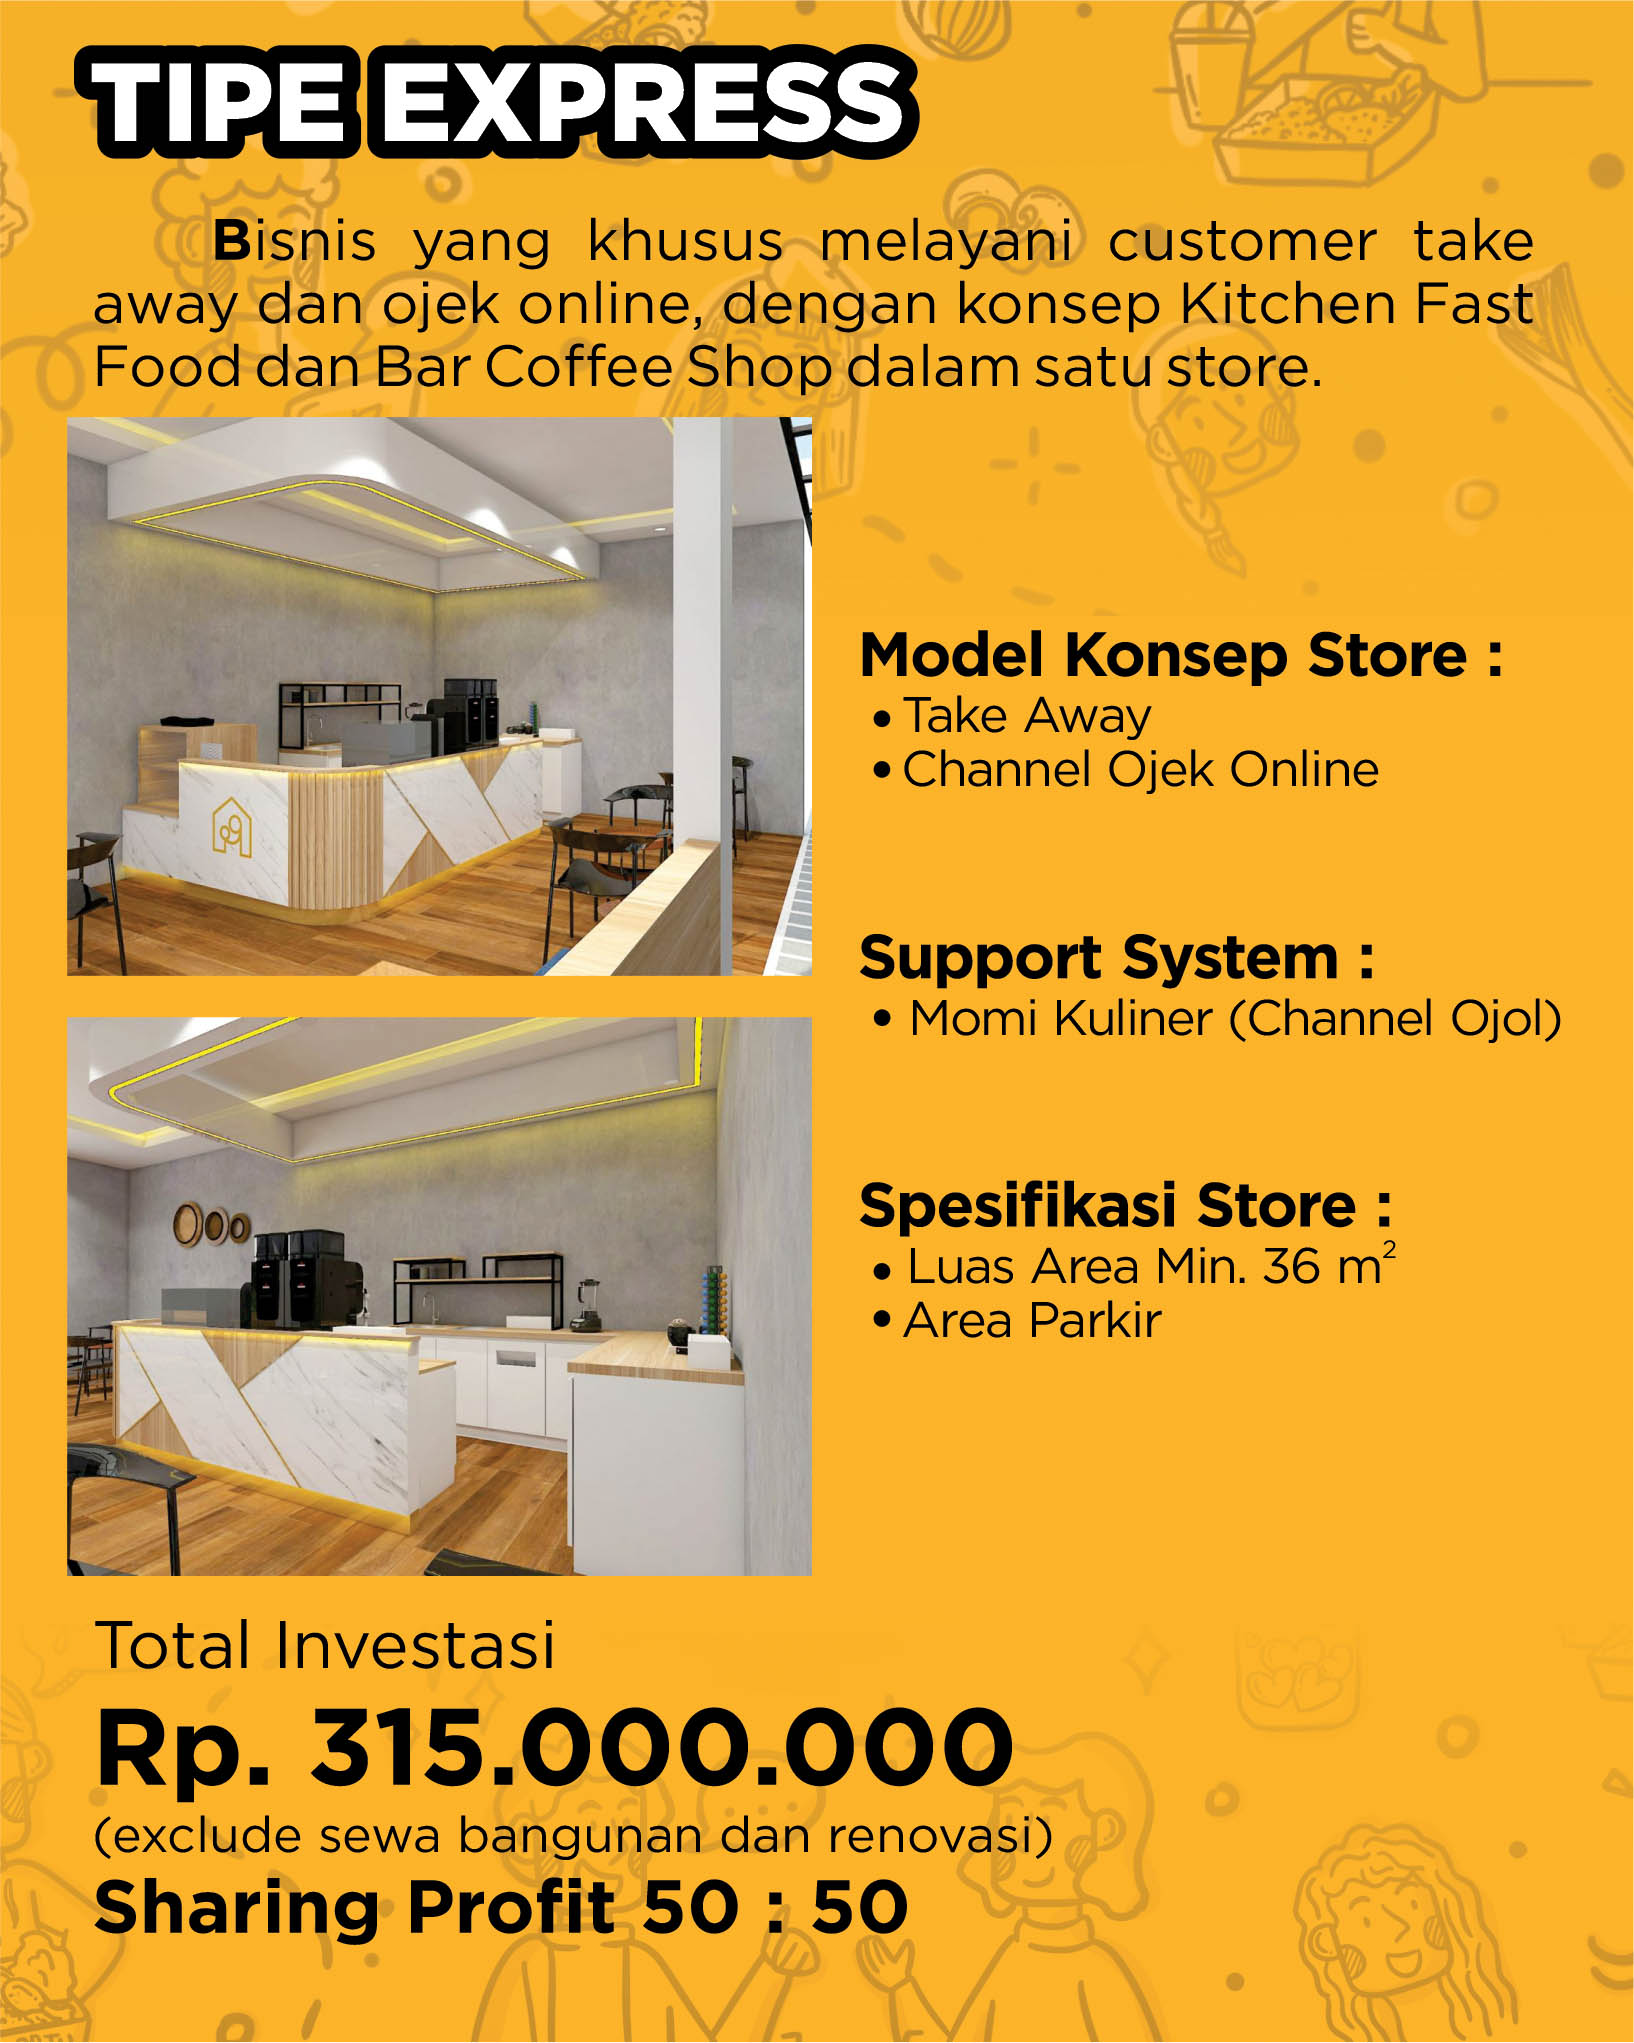 TIPE EXPRESS
Bisnis yang khusus melayani customer take
away dan ojek online, dengan konsep Kitchen Fast
Food dan Bar Coffee Shop dalam satu store.
Model Konsep Store :
• Take Away
• Channel Ojek Online
Support System :
• Momi Kuliner (Channel Ojol)
Spesifikasi Store :
• Luas Area Min. 36 m²
• Area Parkir
Total Investasi
Rp. 315.000.000
(exclude sewa bangunan dan renovasi)
Sharing Profit 50 : 50